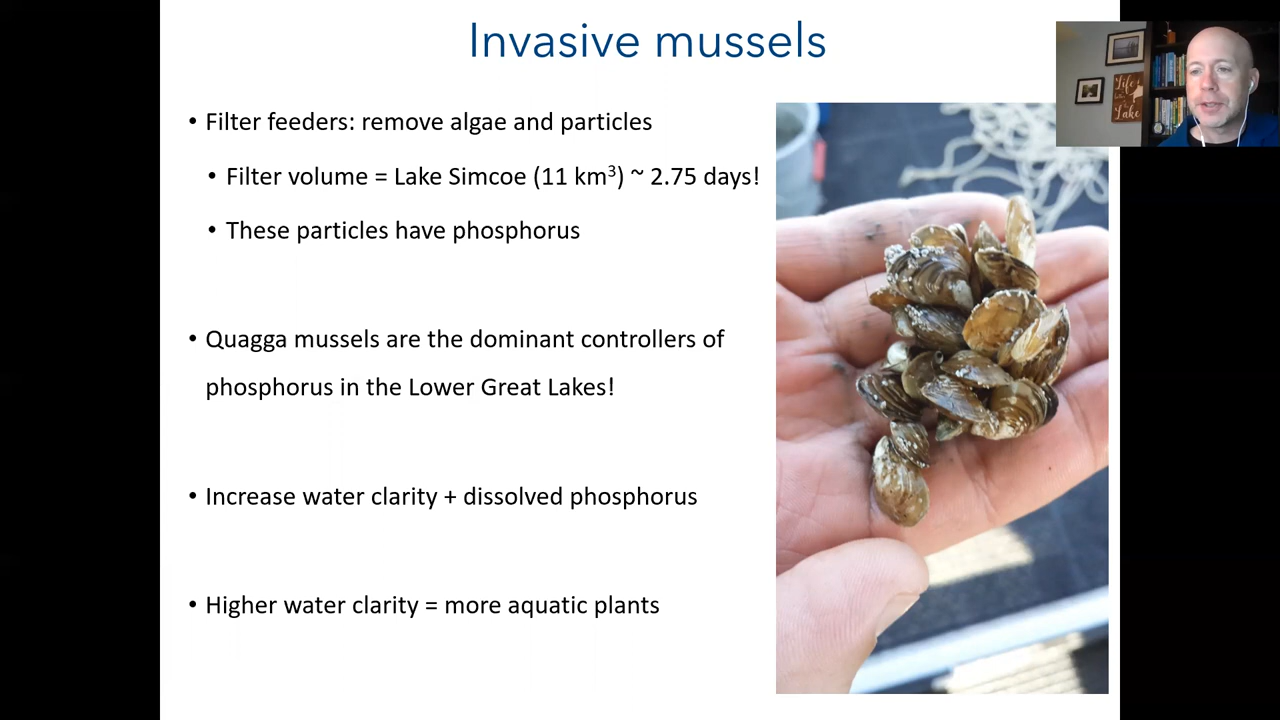 Invasive mussels
• Filter feeders: remove algae and particles
• Filter volume = Lake Simcoe (11 km³) ~ 2.75 days!
• These particles have phosphorus
• Quagga mussels are the dominant controllers of
phosphorus in the Lower Great Lakes!
• Increase water clarity + dissolved phosphorus
• Higher water clarity = more aquatic plants
Life
Lake